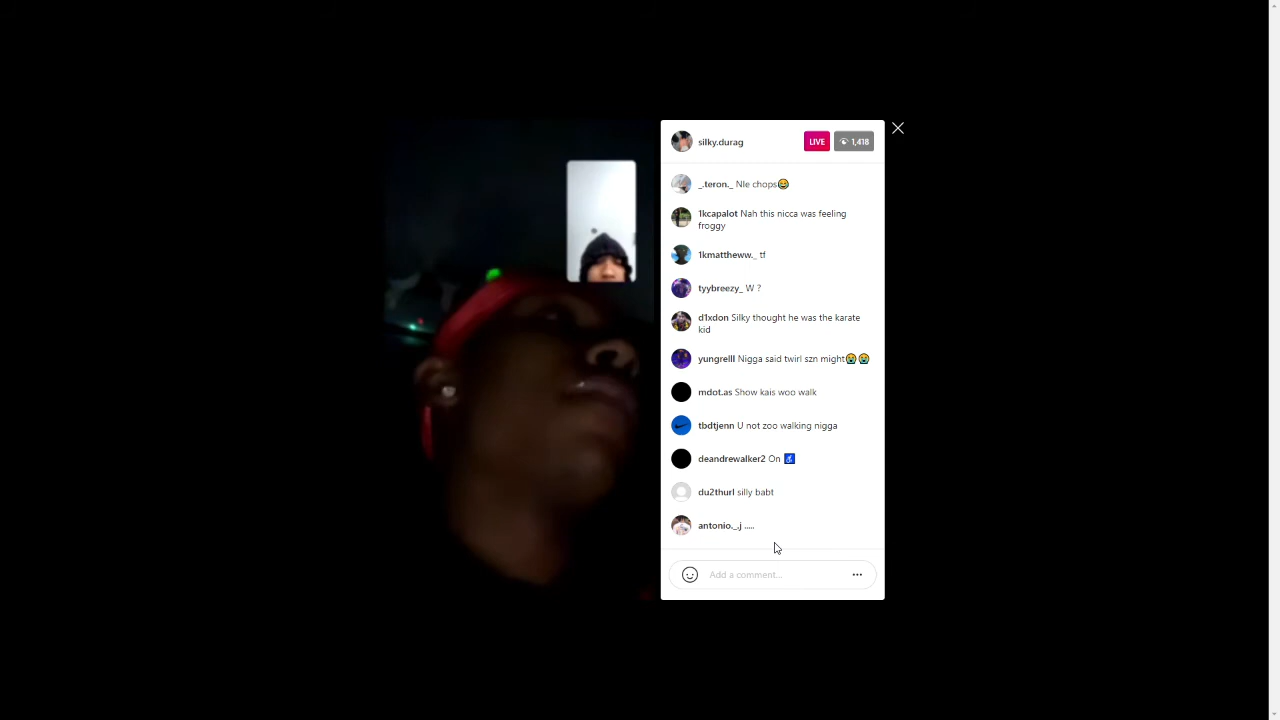 silky.durag LIVE 1,418
_.teron._ Nle chops😂
1kcapalot Nah this nicca was feeling
froggy
1kmattheww._ tf
tyybreezy_ W ?
d1xdon Silky thought he was the karate
kid
yungrelll Nigga said twirl szn might😭😭
mdot.as Show kais woo walk
tbdtjenn U not zoo walking nigga
deandrewalker2 On ♿
du2thurl silly babt
antonio._.j .....
Add a comment...